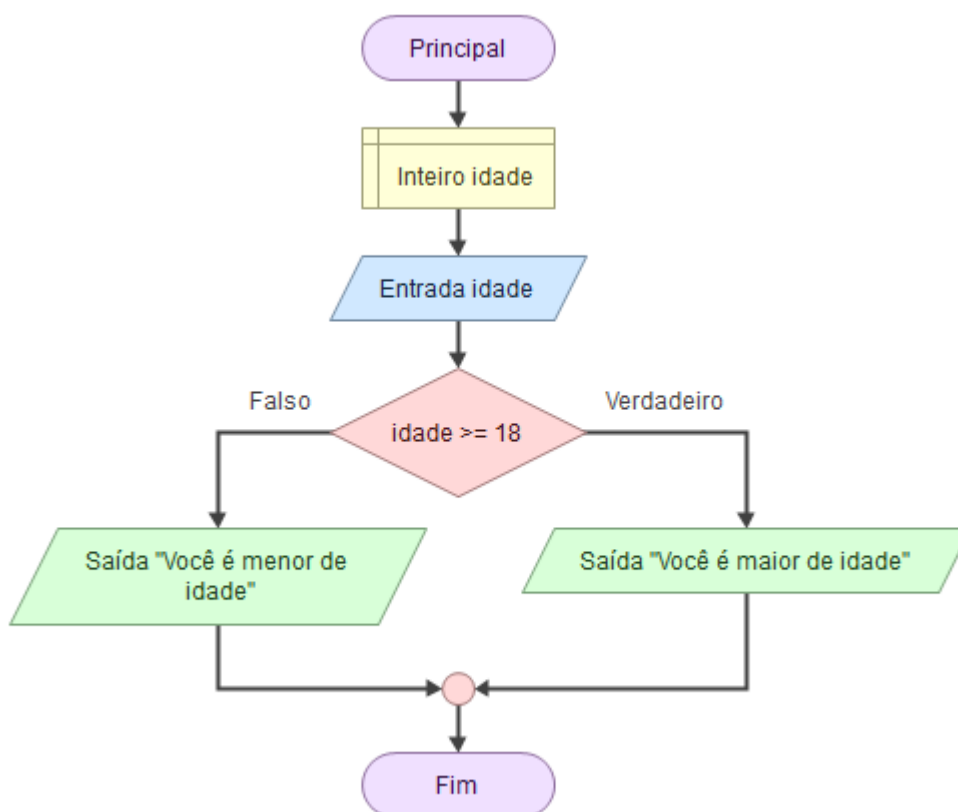 Principal
Inteiro idade
Entrada idade
Falso
Verdadeiro
idade >= 18
Saída "Você é menor de
idade"
Saída "Você é maior de idade"
Fim